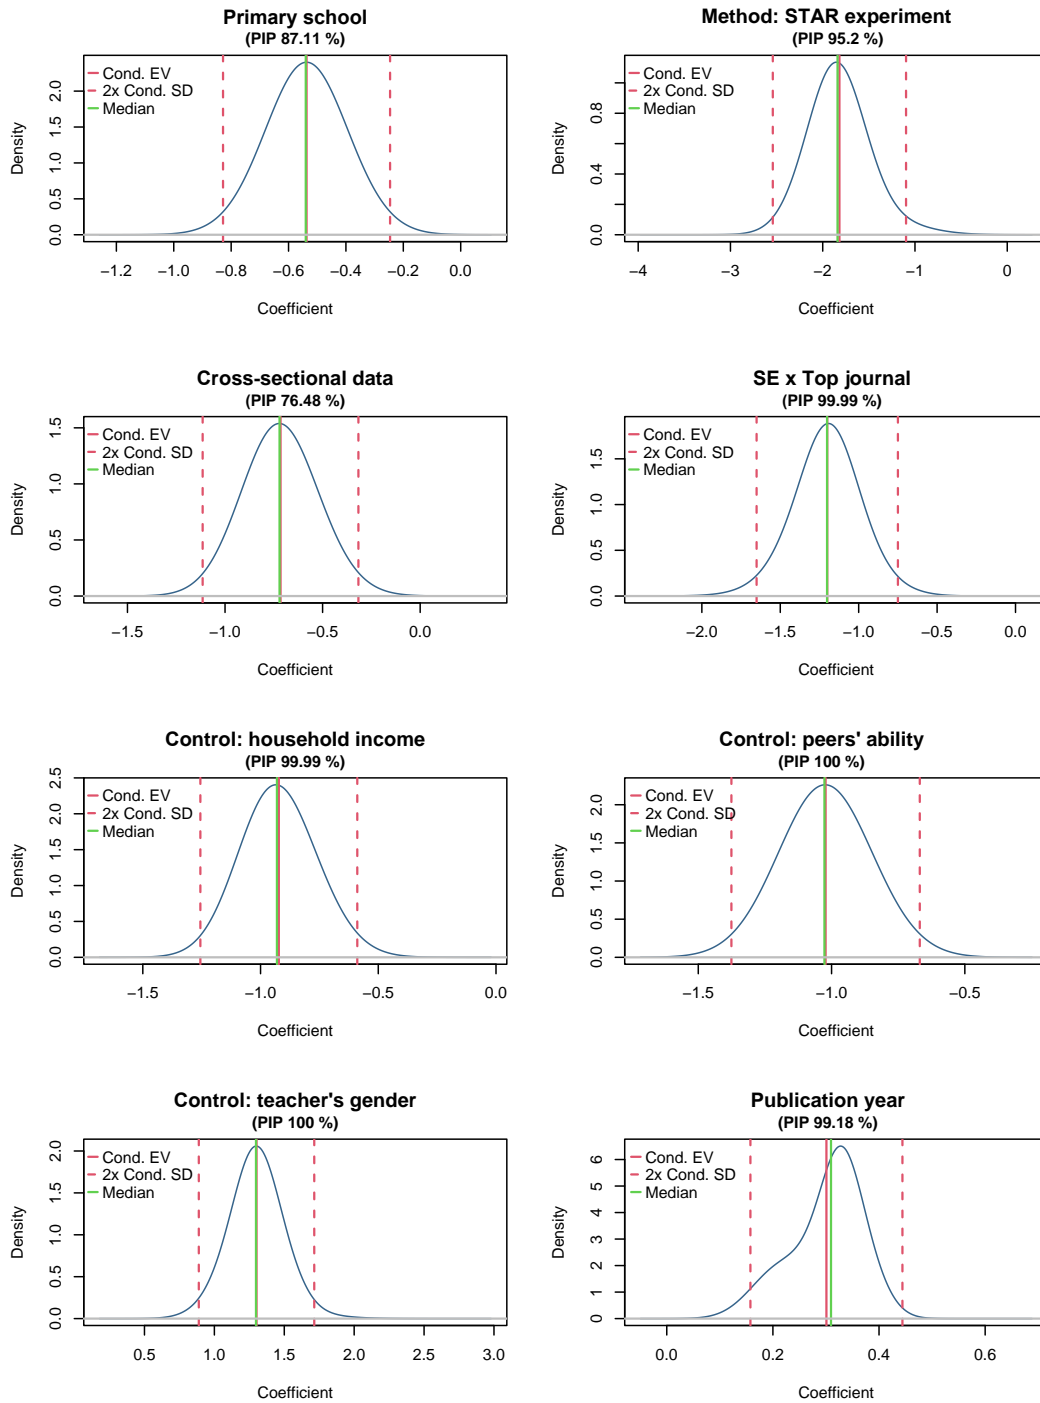 Primary school
(PIP 87.11 %)
Cond. EV
2x Cond. SD
Median
Density
0.0
0.5
1.0
1.5
2.0
−1.2 −1.0 −0.8 −0.6 −0.4 −0.2 0.0
Coefficient
Method: STAR experiment
(PIP 95.2 %)
Cond. EV
2x Cond. SD
Median
Density
0.0
0.4
0.8
−4 −3 −2 −1 0
Coefficient
Cross-sectional data
(PIP 76.48 %)
Cond. EV
2x Cond. SD
Median
Density
0.0
0.5
1.0
1.5
−1.5 −1.0 −0.5 0.0
Coefficient
SE x Top journal
(PIP 99.99 %)
Cond. EV
2x Cond. SD
Median
Density
0.0
0.5
1.0
1.5
−2.0 −1.5 −1.0 −0.5 0.0
Coefficient
Control: household income
(PIP 99.99 %)
Cond. EV
2x Cond. SD
Median
Density
0.0
0.5
1.0
1.5
2.0
2.5
−1.5 −1.0 −0.5 0.0
Coefficient
Control: peers' ability
(PIP 100 %)
Cond. EV
2x Cond. SD
Median
Density
0.0
0.5
1.0
1.5
2.0
−1.5 −1.0 −0.5
Coefficient
Control: teacher's gender
(PIP 100 %)
Cond. EV
2x Cond. SD
Median
Density
0.0
0.5
1.0
1.5
2.0
0.5 1.0 1.5 2.0 2.5 3.0
Coefficient
Publication year
(PIP 99.18 %)
Cond. EV
2x Cond. SD
Median
Density
0
1
2
3
4
5
6
0.0 0.2 0.4 0.6
Coefficient